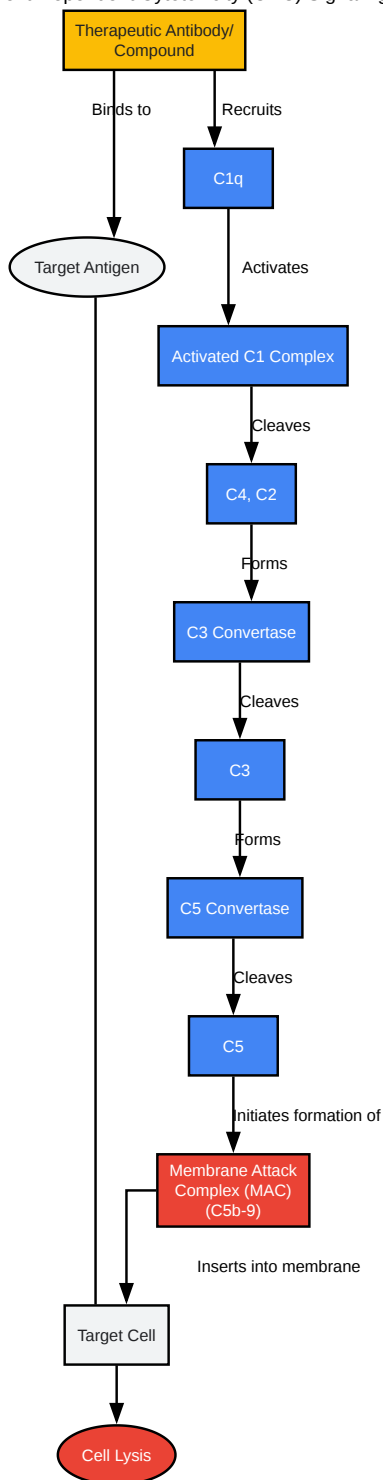 Therapeutic Antibody/
Compound
Binds to
Recruits
C1q
Target Antigen
Activates
Activated C1 Complex
Cleaves
C4, C2
Forms
C3 Convertase
Cleaves
C3
Forms
C5 Convertase
Cleaves
C5
Initiates formation of
Membrane Attack
Complex (MAC)
(C5b-9)
Inserts into membrane
Target Cell
Cell Lysis